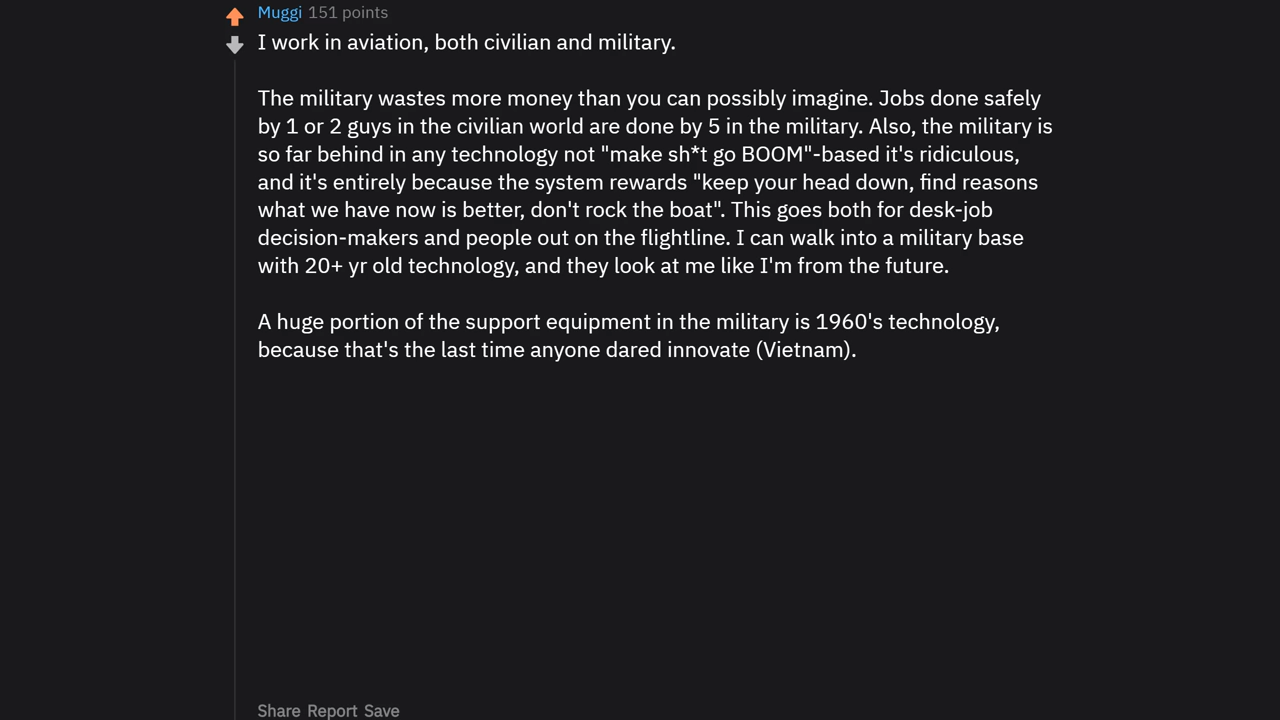 Muggi 151 points
I work in aviation, both civilian and military.
The military wastes more money than you can possibly imagine. Jobs done safely
by 1 or 2 guys in the civilian world are done by 5 in the military. Also, the military is
so far behind in any technology not "make sh*t go BOOM"-based it's ridiculous,
and it's entirely because the system rewards "keep your head down, find reasons
what we have now is better, don't rock the boat". This goes both for desk-job
decision-makers and people out on the flightline. I can walk into a military base
with 20+ yr old technology, and they look at me like I'm from the future.
A huge portion of the support equipment in the military is 1960's technology,
because that's the last time anyone dared innovate (Vietnam).
Share Report Save